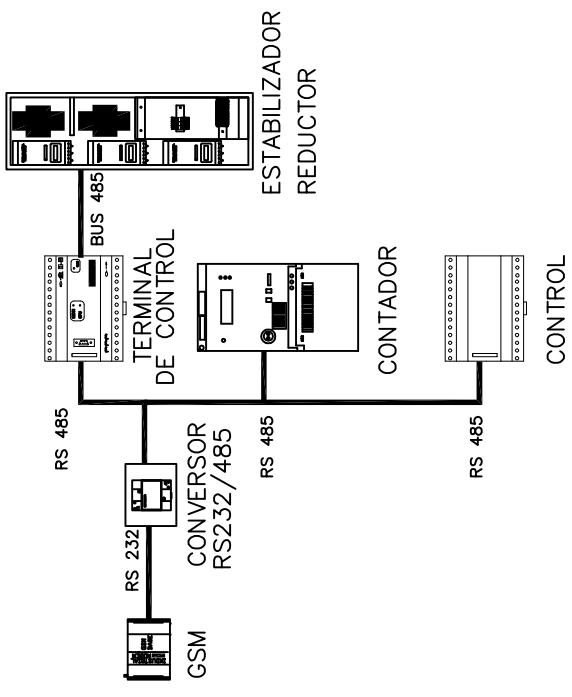 GSM
RS 232
CONVERSOR
RS232/485
RS 485
TERMINAL
DE CONTROL
BUS 485
ESTABILIZADOR
REDUCTOR
RS 485
CONTADOR
RS 485
CONTROL